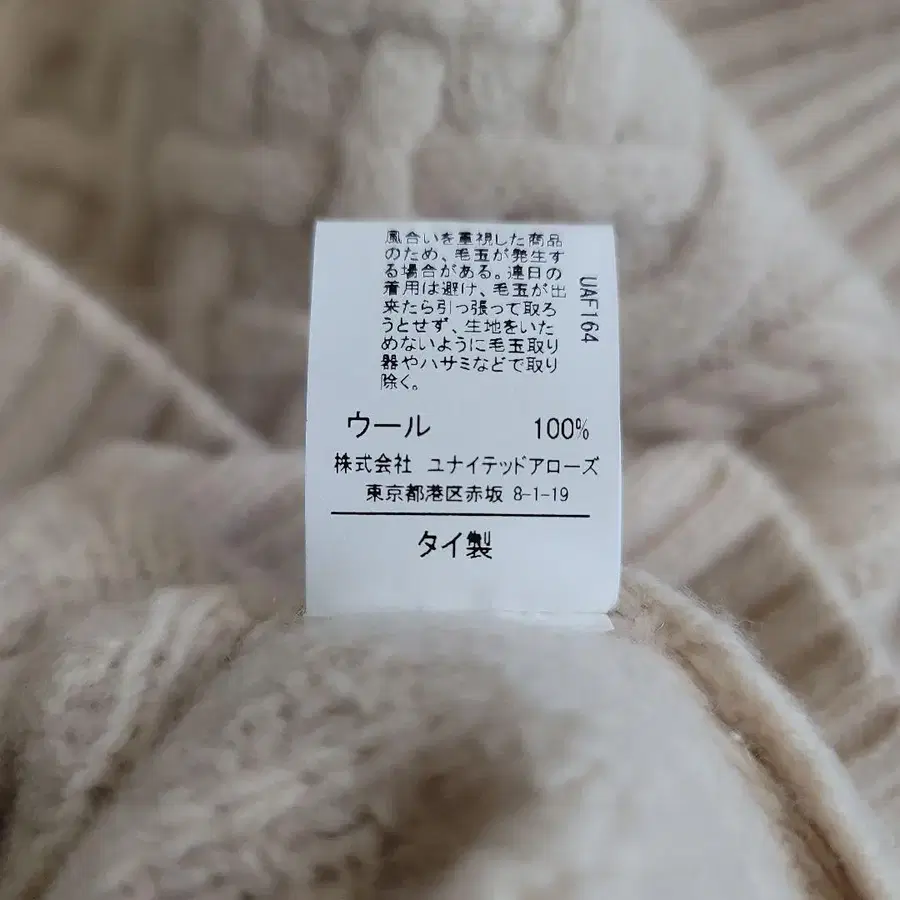 風合いを重視した商品
のため、毛玉が発生す
る場合がある。連日の
着用は避け、毛玉が出
来たら引っ張って取ろ
うとせず、生地をいた
めないように毛玉取り
器やハサミなどで取り
除く。
UAF164
ウール 100%
株式会社 ユナイテッドアローズ
東京都港区赤坂 8-1-19
タイ製